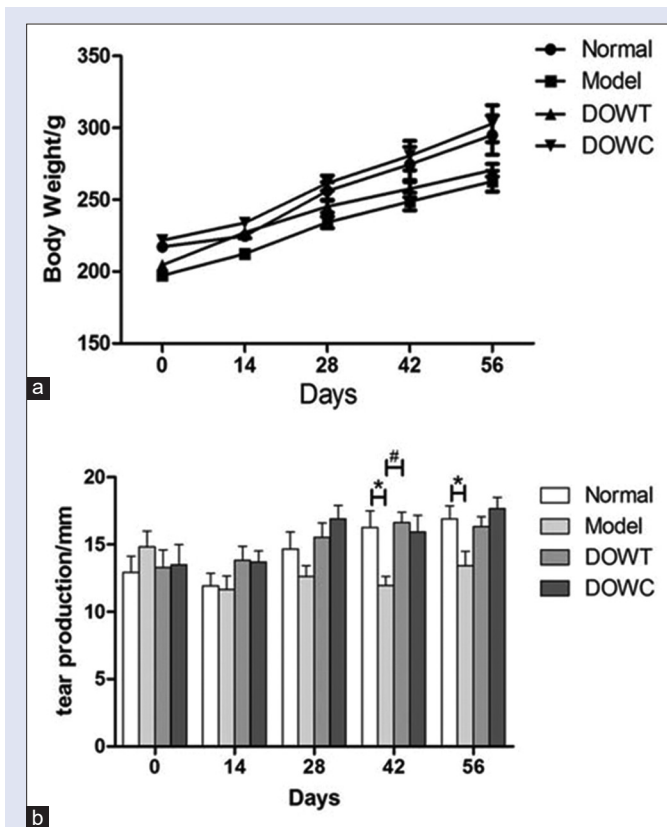 350
300
250
200
150
Body Weight/g
0 14 28 42 56
Days
Normal
Model
DOWT
DOWC
a
20
15
10
5
0
tear production/mm
* # *
0 14 28 42 56
Days
Normal
Model
DOWT
DOWC
b